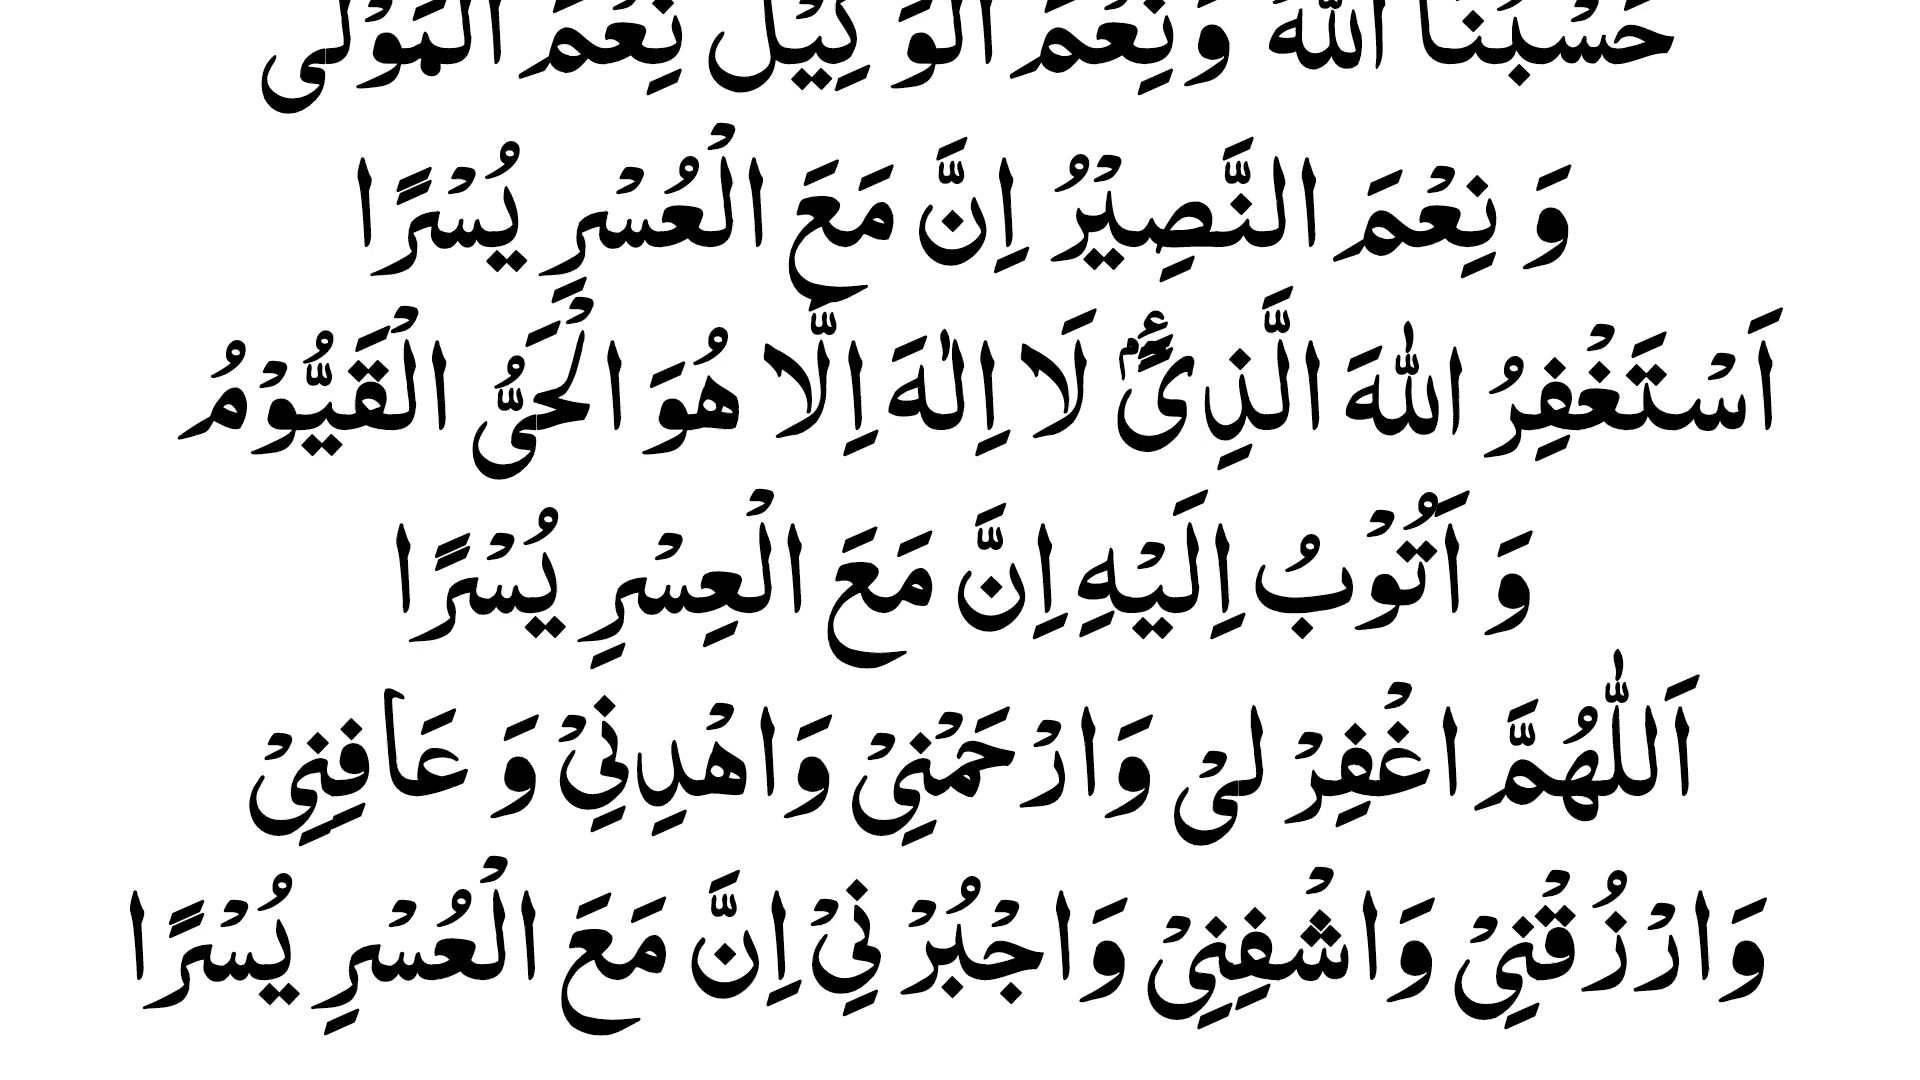 حَسْبُنَا اللّٰهُ وَنِعْمَ الْوَكِيْلُ نِعْمَ الْمَوْلٰى
وَ نِعْمَ النَّصِيْرُ اِنَّ مَعَ الْعُسْرِ يُسْرًا
اَسْتَغْفِرُ اللّٰهَ الَّذِىْٓ لَا اِلٰهَ اِلَّا هُوَ الْحَىُّ الْقَيُّوْمُ
وَ اَتُوْبُ اِلَيْهِ اِنَّ مَعَ الْعِسْرِ يُسْرًا
اَللّٰهُمَّ اغْفِرْ لِىْ وَارْحَمْنِىْ وَاهْدِنِىْ وَ عَافِنِىْ
وَارْزُقْنِىْ وَاشْفِنِىْ وَاجْبُرْ نِىْ اِنَّ مَعَ الْعُسْرِ يُسْرًا